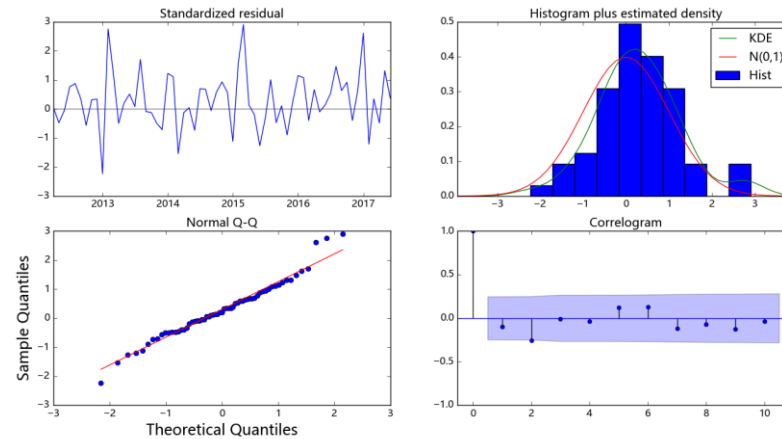 Standardized residual
3
2
1
0
−1
−2
3
2013 2014 2015 2016 2017
Histogram plus estimated density
0.5
0.4
0.3
0.2
0.1
0.0
−3 −2 −1 0 1 2 3
KDE
N(0,1)
Hist
Normal Q-Q
Sample Quantiles
3
2
1
0
−1
−2
−3
−3 −2 −1 0 1 2 3
Theoretical Quantiles
Correlogram
1.0
0.5
0.0
−0.5
−1.0
0 2 4 6 8 10